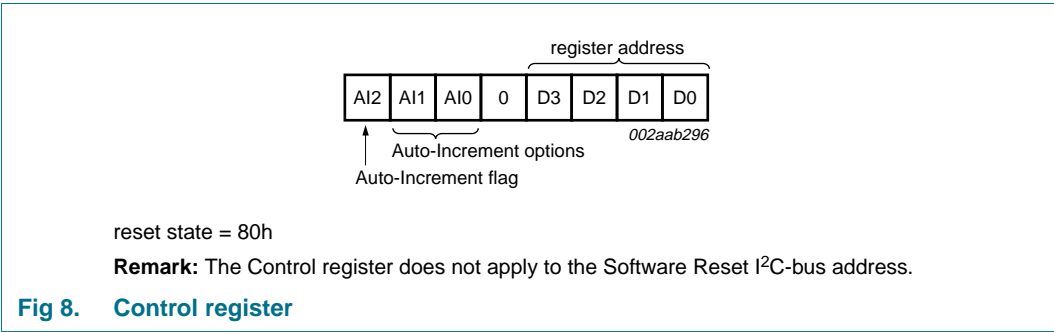 register address
AI2 AI1 AI0 0 D3 D2 D1 D0
002aab296
Auto-Increment options
Auto-Increment flag
reset state = 80h
Remark: The Control register does not apply to the Software Reset I²C-bus address.
Fig 8. Control register